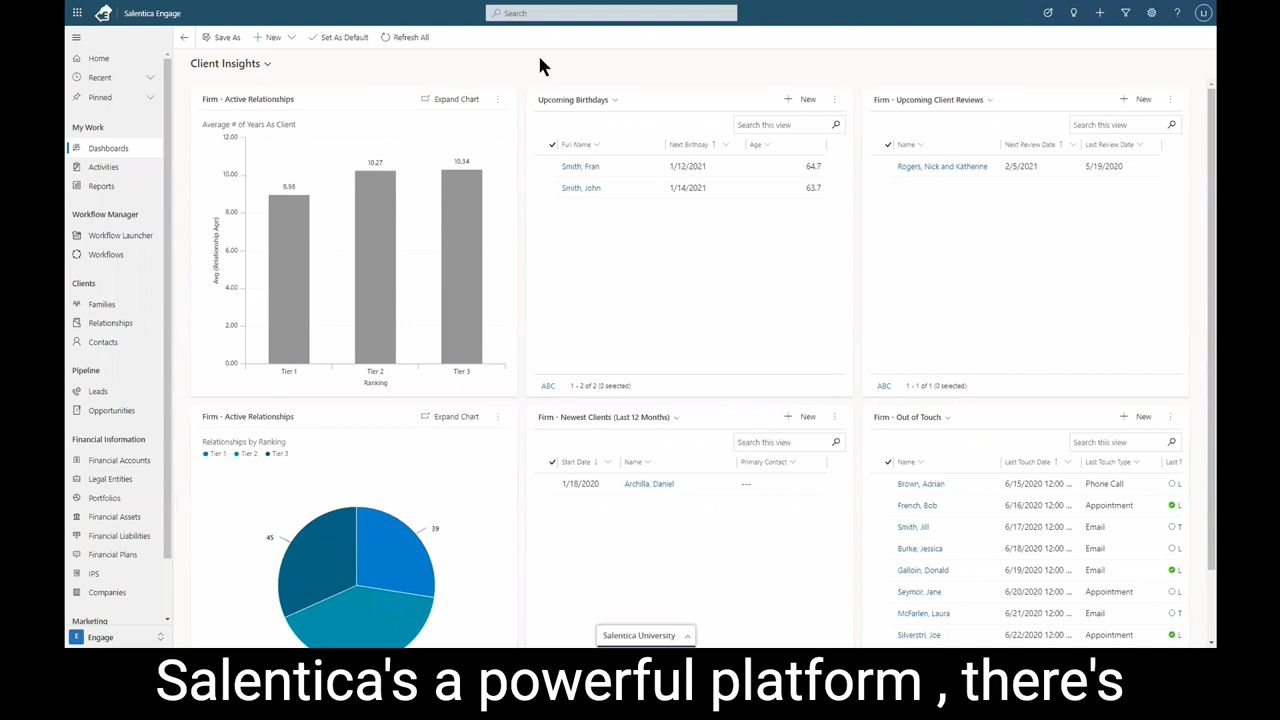 Salentica Engage
Search
LJ
Save As
New
Set As Default
Refresh All
Client Insights
Home
Recent
Pinned
My Work
Dashboards
Activities
Reports
Workflow Manager
Workflow Launcher
Workflows
Clients
Families
Relationships
Contacts
Pipeline
Leads
Opportunities
Financial Information
Financial Accounts
Legal Entities
Portfolios
Financial Assets
Financial Liabilities
Financial Plans
IPS
Companies
Marketing
E Engage
Firm - Active Relationships
Expand Chart
Average # of Years As Client
12.00
10.00
8.00
6.00
4.00
2.00
0.00
Avg (Relationship Age)
8.98
10.27
10.34
Tier 1
Tier 2
Tier 3
Ranking
Upcoming Birthdays
New
Search this view
Full Name Next Birthday Age
Smith, Fran 1/12/2021 64.7
Smith, John 1/14/2021 63.7
ABC 1 - 2 of 2 (0 selected)
Firm - Upcoming Client Reviews
New
Search this view
Name Next Review Date Last Review Date
Rogers, Nick and Katherine 2/5/2021 5/19/2020
ABC 1 - 1 of 1 (0 selected)
Firm - Active Relationships
Expand Chart
Relationships by Ranking
Tier 1 Tier 2 Tier 3
45
39
Firm - Newest Clients (Last 12 Months)
New
Search this view
Start Date Name Primary Contact
1/18/2020 Archilla, Daniel ---
Firm - Out of Touch
New
Search this view
Name Last Touch Date Last Touch Type Last T
Brown, Adrian 6/15/2020 12:00 ... Phone Call L
French, Bob 6/16/2020 12:00 ... Appointment L
Smith, Jill 6/17/2020 12:00 ... Email T
Burke, Jessica 6/18/2020 12:00 ... Email L
Galloin, Donald 6/19/2020 12:00 ... Email L
Seymor, Jane 6/20/2020 12:00 ... Appointment L
McFarlen, Laura 6/21/2020 12:00 ... Email T
Silverstri, Joe 6/22/2020 12:00 ... Appointment L
Salentica University
Salentica's a powerful platform , there's